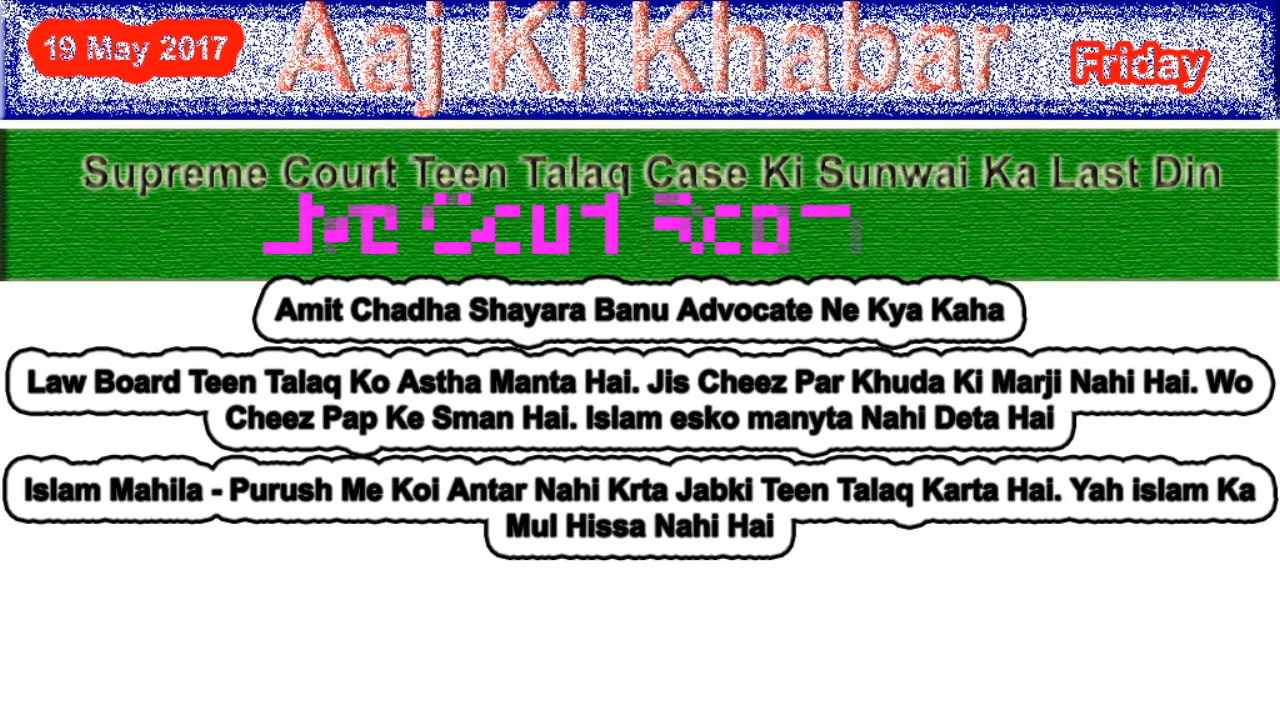 19 May 2017 Aaj Ki Khabar Friday
Supreme Court Teen Talaq Case Ki Sunwai Ka Last Din
Amit Chadha Shayara Banu Advocate Ne Kya Kaha
Law Board Teen Talaq Ko Astha Manta Hai. Jis Cheez Par Khuda Ki Marji Nahi Hai. Wo
Cheez Pap Ke Sman Hai. Islam esko manyta Nahi Deta Hai
Islam Mahila - Purush Me Koi Antar Nahi Krta Jabki Teen Talaq Karta Hai. Yah islam Ka
Mul Hissa Nahi Hai